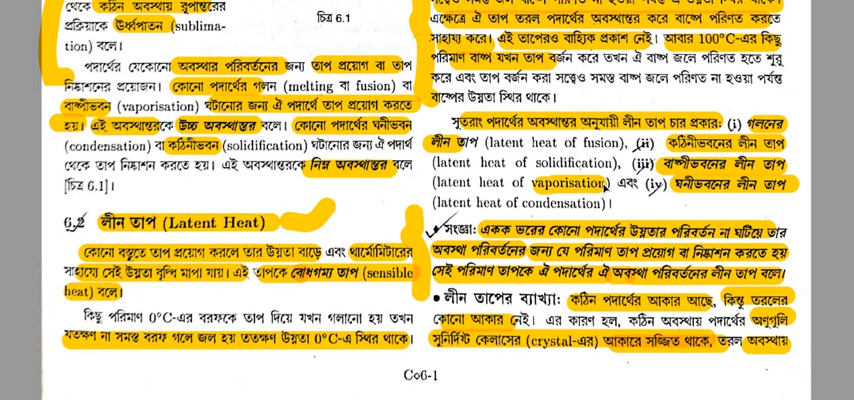 থেকে কঠিন অবস্থায় রূপান্তরের
প্রক্রিয়াকে ঊর্ধ্বপাতন (sublima-
tion) বলে।
চিত্র 6.1
পদার্থের যেকোনো অবস্থার পরিবর্তনের জন্য তাপ প্রয়োগ বা তাপ
নিষ্কাশনের প্রয়োজন। কোনো পদার্থের গলন (melting বা fusion) বা
বাষ্পীভবন (vaporisation) ঘটানোর জন্য ঐ পদার্থে তাপ প্রয়োগ করতে
হয়। এই অবস্থান্তরকে উচ্চ অবস্থান্তর বলে। কোনো পদার্থের ঘনীভবন
(condensation) বা কঠিনীভবন (solidification) ঘটানোর জন্য ঐ পদার্থ
থেকে তাপ নিষ্কাশন করতে হয়। এই অবস্থান্তরকে নিম্ন অবস্থান্তর বলে
[চিত্র 6.1]।
6.2 লীন তাপ (Latent Heat)
কোনো বস্তুতে তাপ প্রয়োগ করলে তার উষ্ণতা বাড়ে এবং থার্মোমিটারের
সাহায্যে সেই উষ্ণতা বৃদ্ধি মাপা যায়। এই তাপকে বোধগম্য তাপ (sensible
heat) বলে।
কিছু পরিমাণ 0°C-এর বরফকে তাপ দিয়ে যখন গলানো হয় তখন
যতক্ষণ না সমস্ত বরফ গলে জল হয় ততক্ষণ উষ্ণতা 0°C-এ স্থির থাকে।
এক্ষেত্রে ঐ তাপ তরল পদার্থের অবস্থান্তর করে বাষ্পে পরিণত করতে
সাহায্য করে। এই তাপেরও বাহ্যিক প্রকাশ নেই। আবার 100°C-এর কিছু
পরিমাণ বাষ্প যখন তাপ বর্জন করে তখন ঐ বাষ্প জলে পরিণত হতে শুরু
করে এবং তাপ বর্জন করা সত্ত্বেও সমস্ত বাষ্প জলে পরিণত না হওয়া পর্যন্ত
বাষ্পের উষ্ণতা স্থির থাকে।
সুতরাং পদার্থের অবস্থান্তর অনুযায়ী লীন তাপ চার প্রকার: (i) গলনের
লীন তাপ (latent heat of fusion), (ii) কঠিনীভবনের লীন তাপ
(latent heat of solidification), (iii) বাষ্পীভবনের লীন তাপ
(latent heat of vaporisation) এবং (iv) ঘনীভবনের লীন তাপ
(latent heat of condensation)।
• সংজ্ঞা: একক ভরের কোনো পদার্থের উষ্ণতার পরিবর্তন না ঘটিয়ে তার
অবস্থা পরিবর্তনের জন্য যে পরিমাণ তাপ প্রয়োগ বা নিষ্কাশন করতে হয়
সেই পরিমাণ তাপকে ঐ পদার্থের ঐ অবস্থা পরিবর্তনের লীন তাপ বলে।
• লীন তাপের ব্যাখ্যা: কঠিন পদার্থের আকার আছে, কিন্তু তরলের
কোনো আকার নেই। এর কারণ হল, কঠিন অবস্থায় পদার্থের অণুগুলি
সুনির্দিষ্ট কেলাসের (crystal-এর) আকারে সজ্জিত থাকে, তরল অবস্থায়
Co6-1